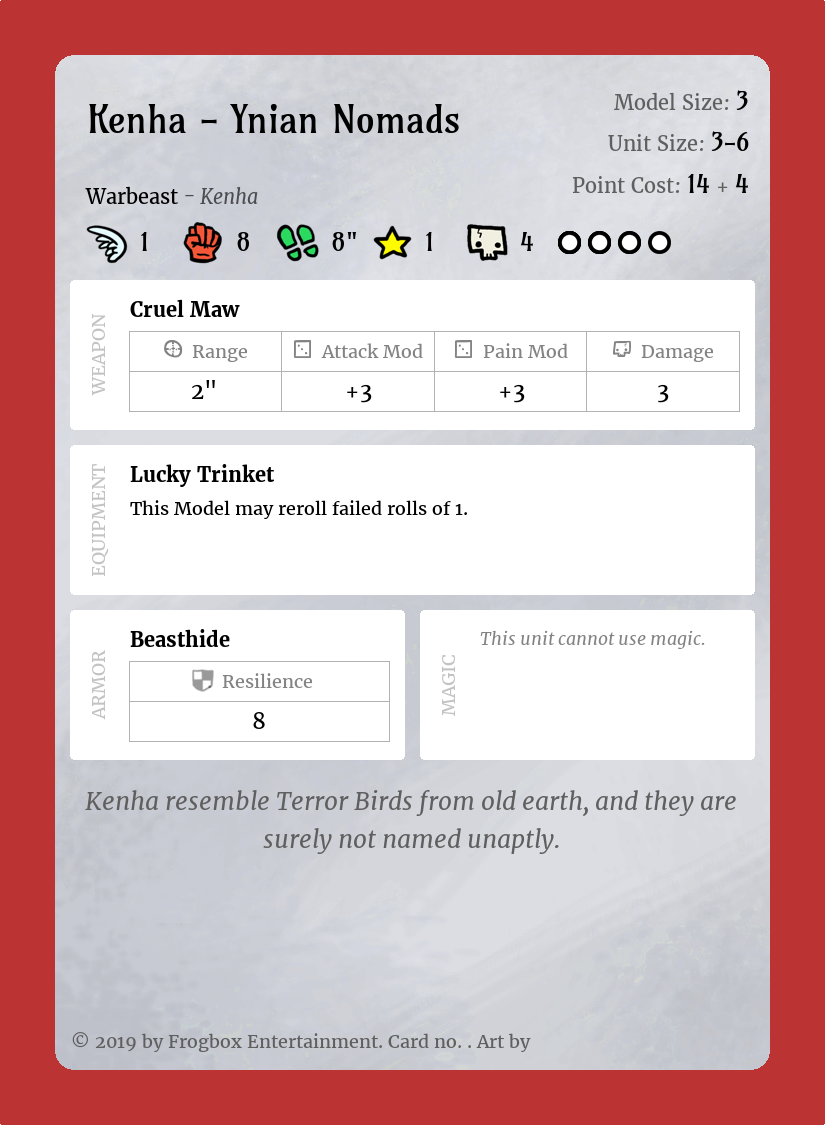 Kenha – Ynian Nomads
Model Size: 3
Unit Size: 3–6
Point Cost: 14 + 4
Warbeast - Kenha
1 8 8" 1 4
WEAPON
Cruel Maw
Range Attack Mod Pain Mod Damage
2" +3 +3 3
EQUIPMENT
Lucky Trinket
This Model may reroll failed rolls of 1.
ARMOR
Beasthide
Resilience
8
MAGIC
This unit cannot use magic.
Kenha resemble Terror Birds from old earth, and they are
surely not named unaptly.
© 2019 by Frogbox Entertainment. Card no. . Art by